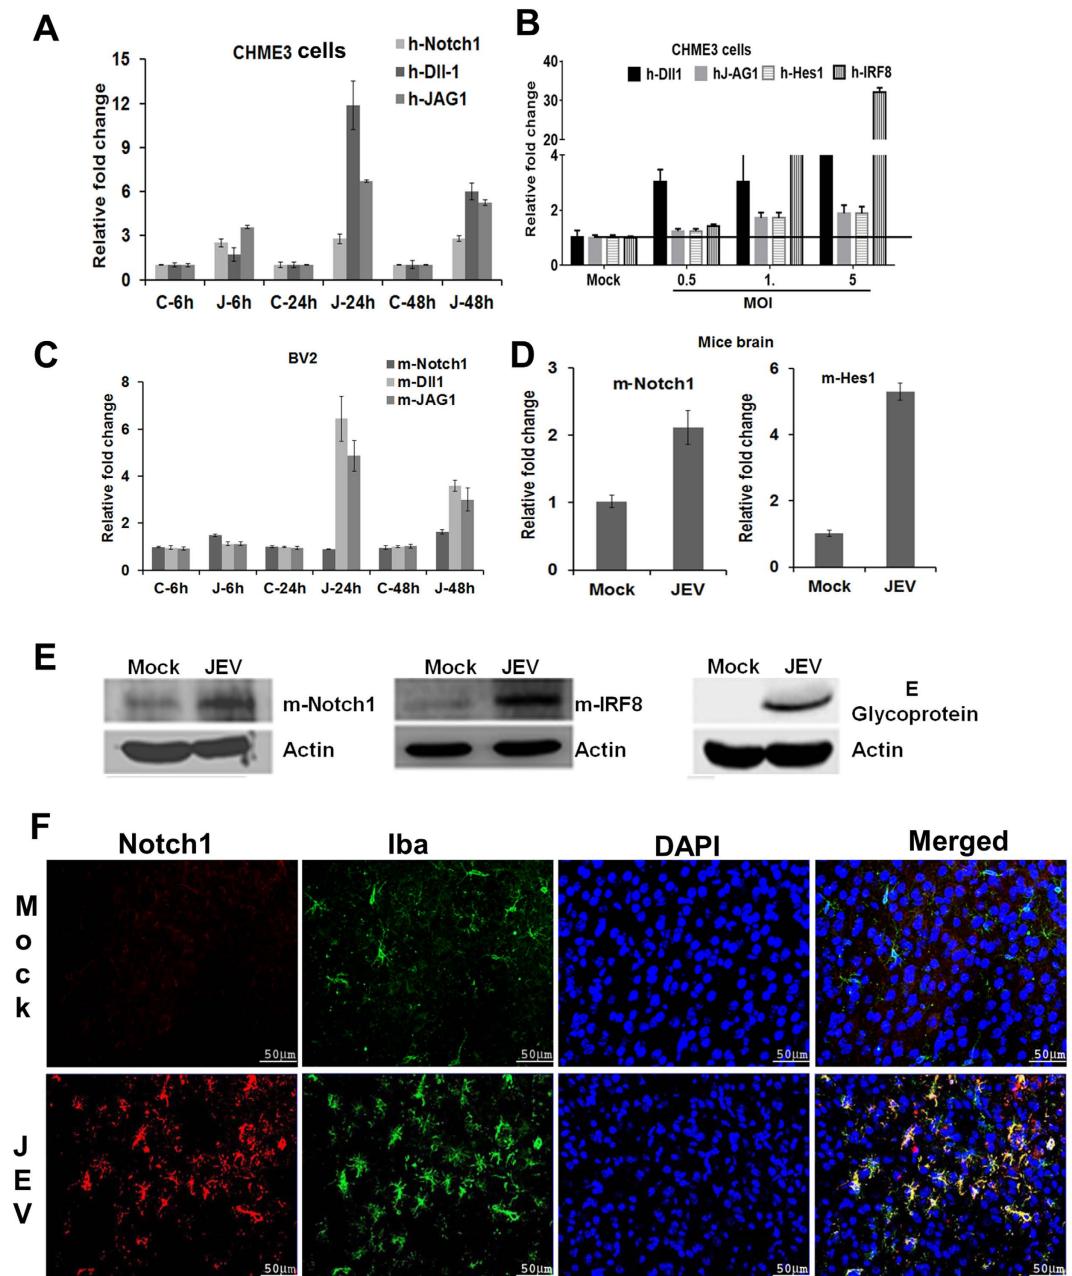 A
CHME3 cells
h-Notch1
h-Dll-1
h-JAG1
Relative fold change
15
12
9
6
3
0
C-6h J-6h C-24h J-24h C-48h J-48h
B
CHME3 cells
h-Dll1 hJ-AG1 h-Hes1 h-IRF8
Relative fold change
40
30
20
4
2
0
Mock 0.5 1. 5
MOI
C
BV2
m-Notch1
m-Dll1
m-JAG1
Relative fold change
8
6
4
2
0
C-6h J-6h C-24h J-24h C-48h J-48h
D
Mice brain
m-Notch1
Relative fold change
3
2
1
0
Mock JEV
m-Hes1
Relative fold change
6
4
2
0
Mock JEV
E
Mock JEV
m-Notch1
Actin
Mock JEV
m-IRF8
Actin
Mock JEV
E
Glycoprotein
Actin
F
Notch1 Iba DAPI Merged
Mock
50µm 50µm 50µm 50µm
JEV
50µm 50µm 50µm 50µm